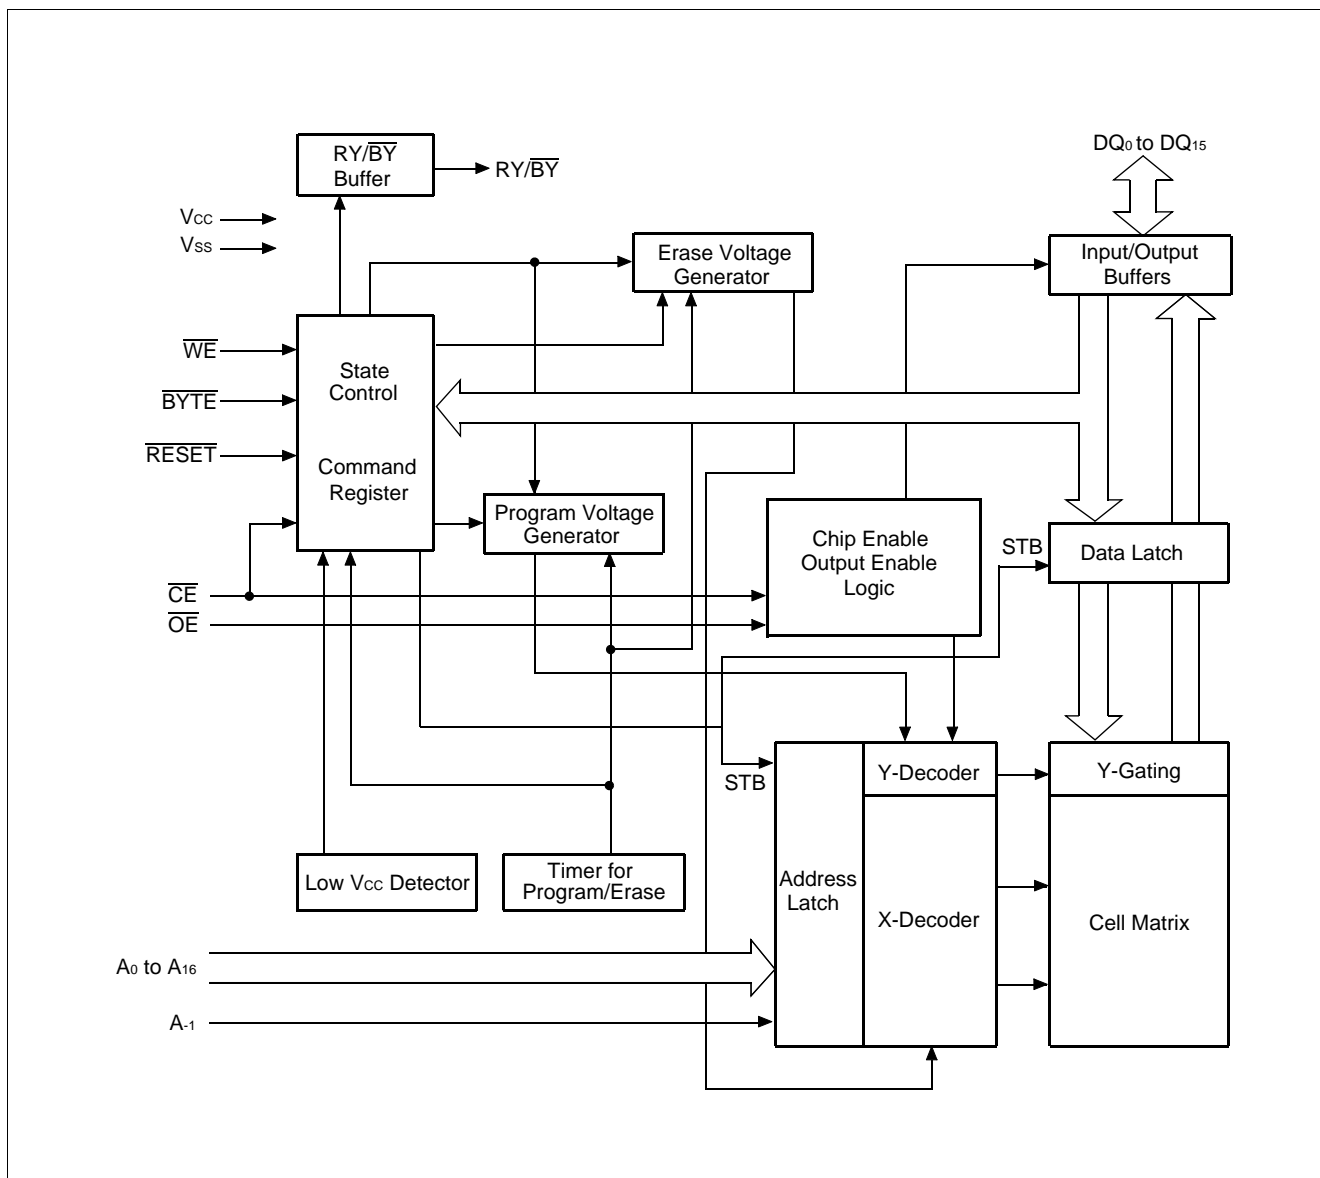 RY/BY
Buffer
RY/BY
DQ0 to DQ15
VCC
VSS
Erase Voltage
Generator
Input/Output
Buffers
WE
State
Control
BYTE
RESET
Command
Register
Program Voltage
Generator
Chip Enable
Output Enable
Logic
STB
Data Latch
CE
OE
STB
Y-Decoder
Y-Gating
Low VCC Detector
Timer for
Program/Erase
Address
Latch
X-Decoder
Cell Matrix
A0 to A16
A-1